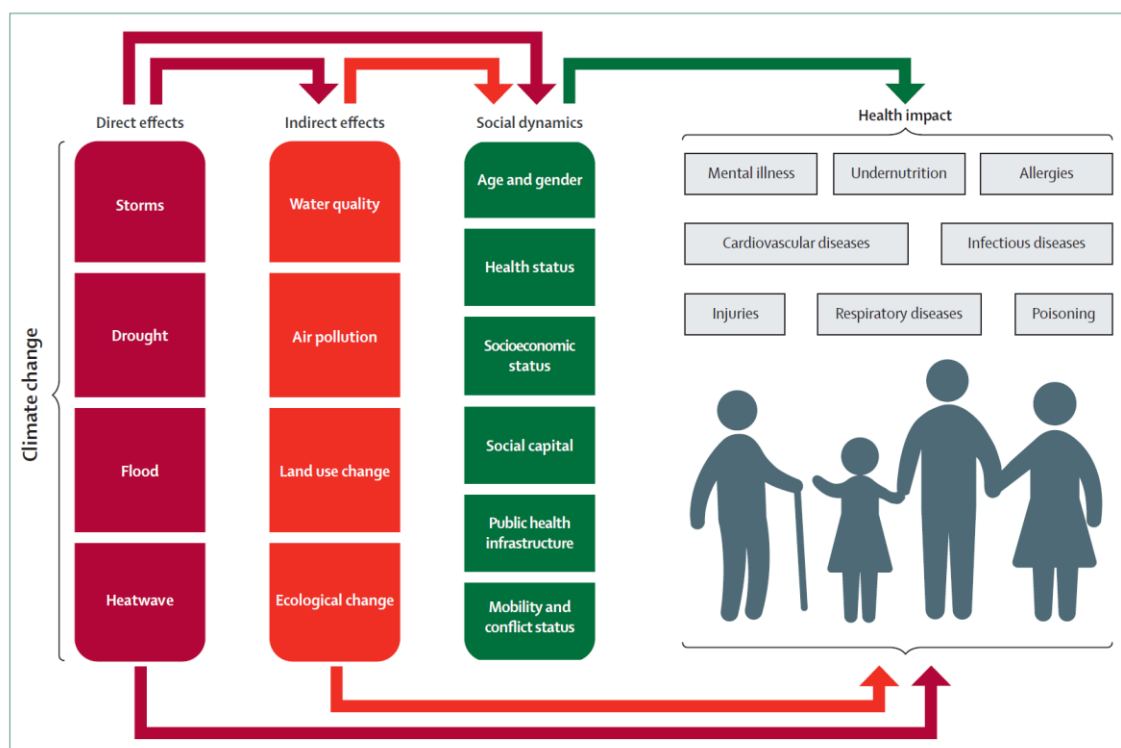 Climate change
Direct effects
Storms
Drought
Flood
Heatwave
Indirect effects
Water quality
Air pollution
Land use change
Ecological change
Social dynamics
Age and gender
Health status
Socioeconomic
status
Social capital
Public health
infrastructure
Mobility and
conflict status
Health impact
Mental illness
Undernutrition
Allergies
Cardiovascular diseases
Infectious diseases
Injuries
Respiratory diseases
Poisoning